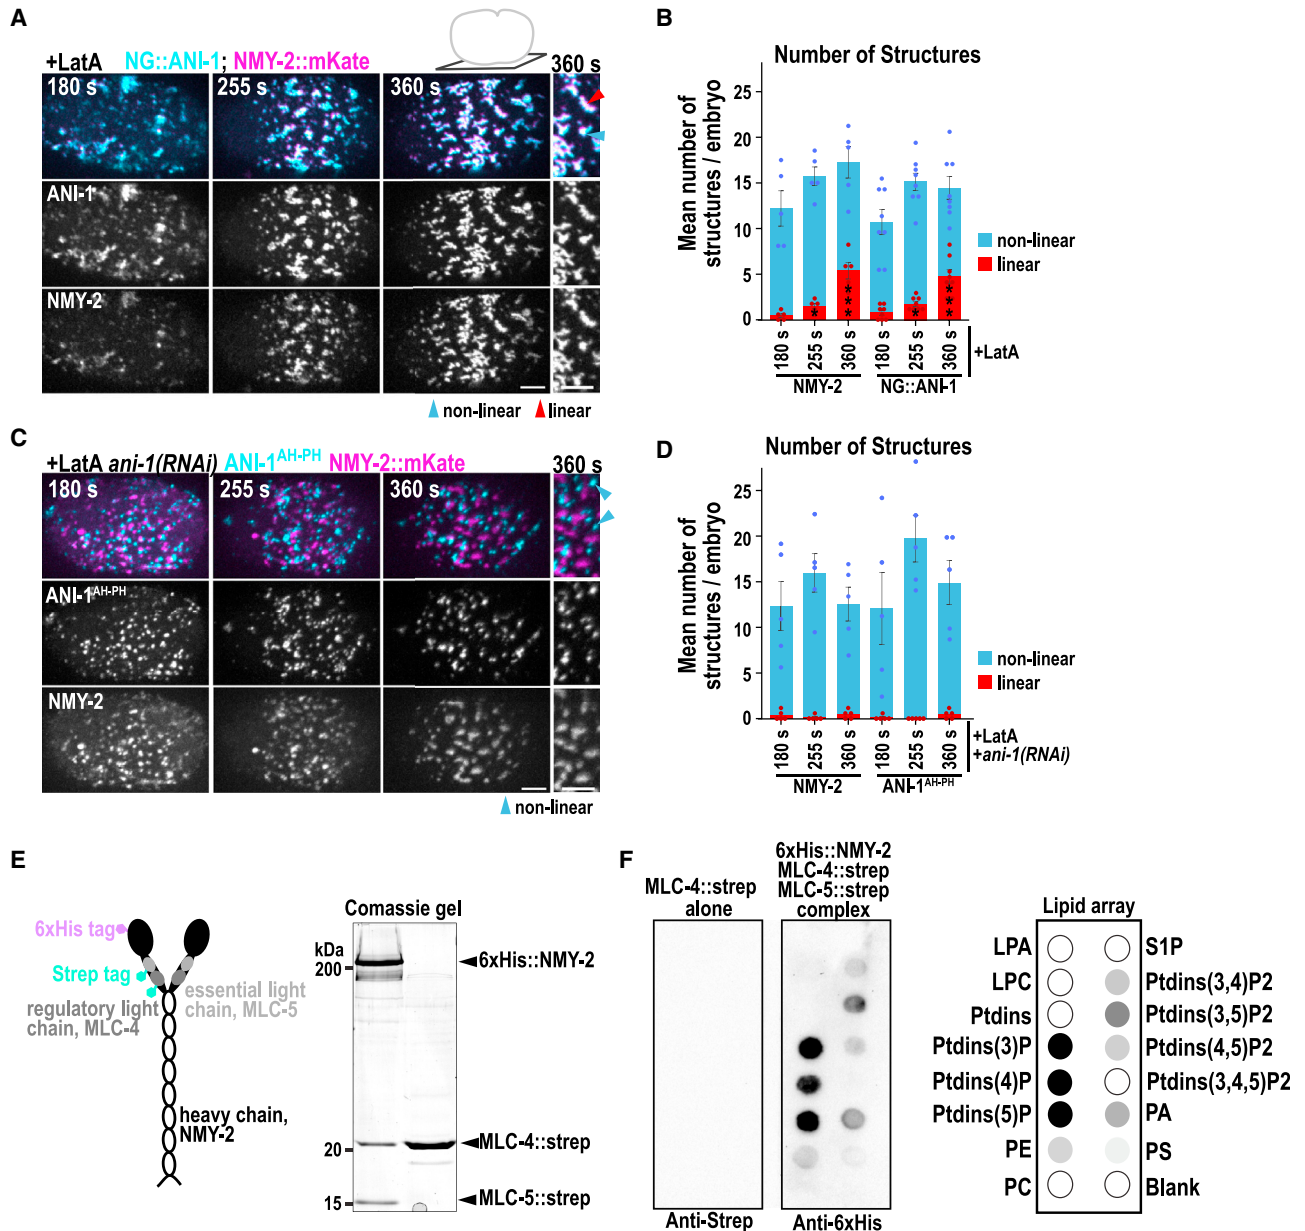 A
+LatA NG::ANI-1; NMY-2::mKate
180 s
255 s
360 s
360 s
ANI-1
NMY-2
non-linear
linear
B
Number of Structures
Mean number of
structures / embryo
25
20
15
10
5
0
*
***
*
***
non-linear
linear
180 s
255 s
360 s
180 s
255 s
360 s
+LatA
NMY-2
NG::ANI-1
C
+LatA ani-1(RNAi) ANI-1AH-PH NMY-2::mKate
180 s
255 s
360 s
360 s
ANI-1AH-PH
NMY-2
non-linear
D
Number of Structures
Mean number of
structures / embryo
25
20
15
10
5
0
non-linear
linear
180 s
255 s
360 s
180 s
255 s
360 s
+LatA
+ani-1(RNAi)
NMY-2
ANI-1AH-PH
E
6xHis tag
Strep tag
regulatory light
chain, MLC-4
essential light
chain, MLC-5
heavy chain,
NMY-2
Comassie gel
kDa
200
20
15
6xHis::NMY-2
MLC-4::strep
MLC-5::strep
F
MLC-4::strep
alone
Anti-Strep
6xHis::NMY-2
MLC-4::strep
MLC-5::strep
complex
Anti-6xHis
Lipid array
LPA
S1P
LPC
Ptdins(3,4)P2
Ptdins
Ptdins(3,5)P2
Ptdins(3)P
Ptdins(4,5)P2
Ptdins(4)P
Ptdins(3,4,5)P2
Ptdins(5)P
PA
PE
PS
PC
Blank